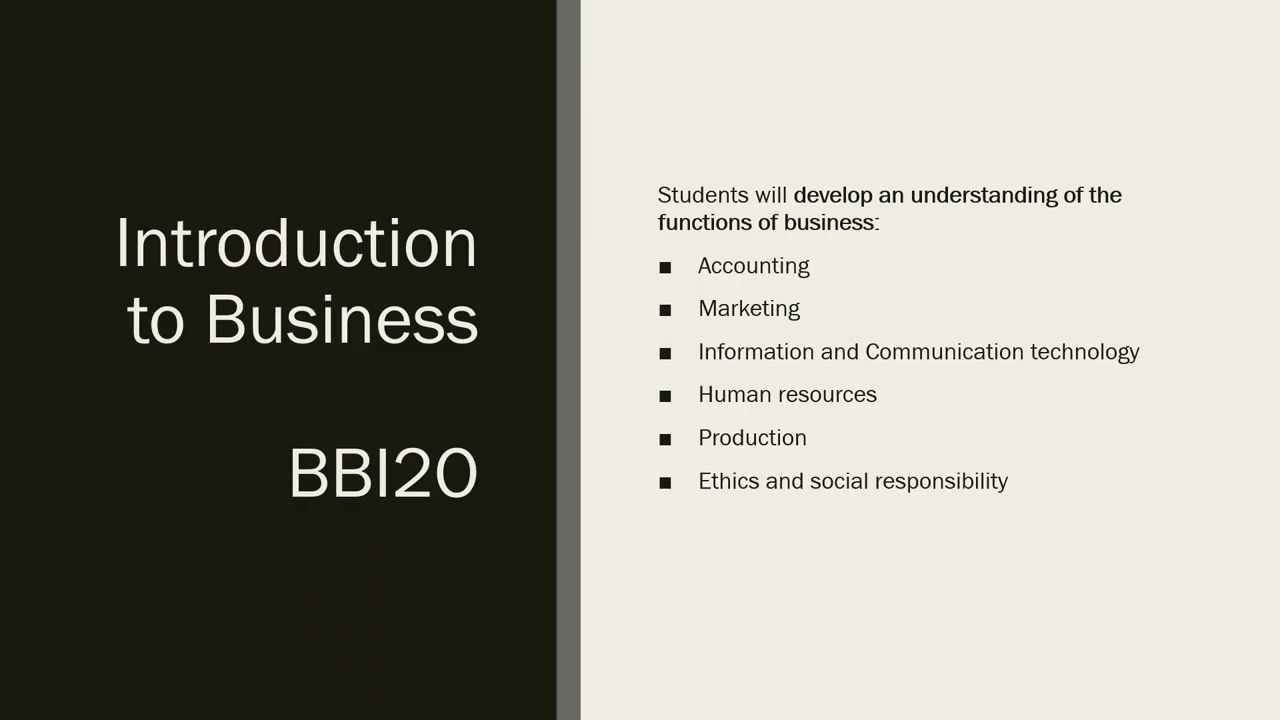 Introduction
to Business
BBI20
Students will develop an understanding of the
functions of business:
▪ Accounting
▪ Marketing
▪ Information and Communication technology
▪ Human resources
▪ Production
▪ Ethics and social responsibility